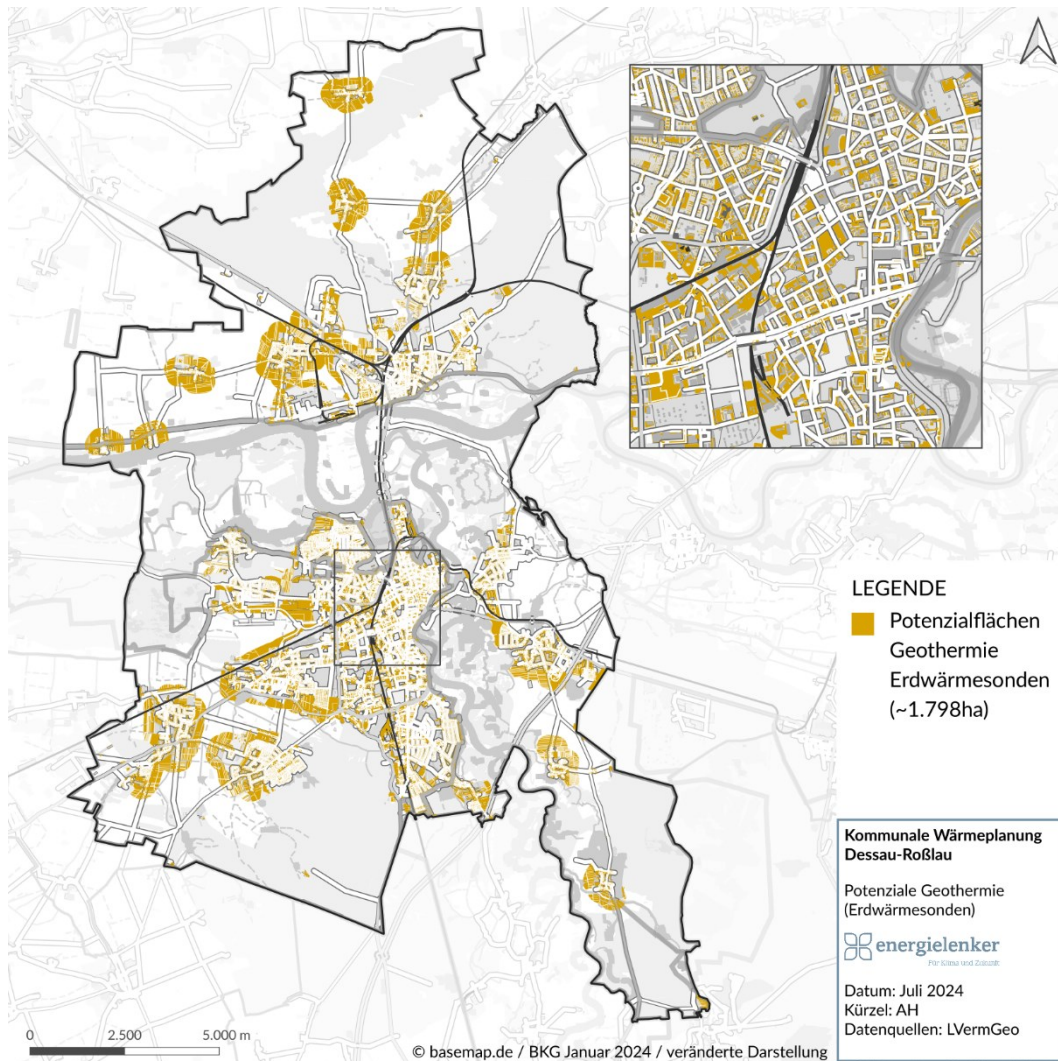 LEGENDE
Potenzialflächen
Geothermie
Erdwärmesonden
(~1.798ha)
Kommunale Wärmeplanung
Dessau-Roßlau
Potenziale Geothermie
(Erdwärmesonden)
energielenker
Für Klima und Zukunft
Datum: Juli 2024
Kürzel: AH
Datenquellen: LVermGeo
0 2.500 5.000 m
© basemap.de / BKG Januar 2024 / veränderte Darstellung